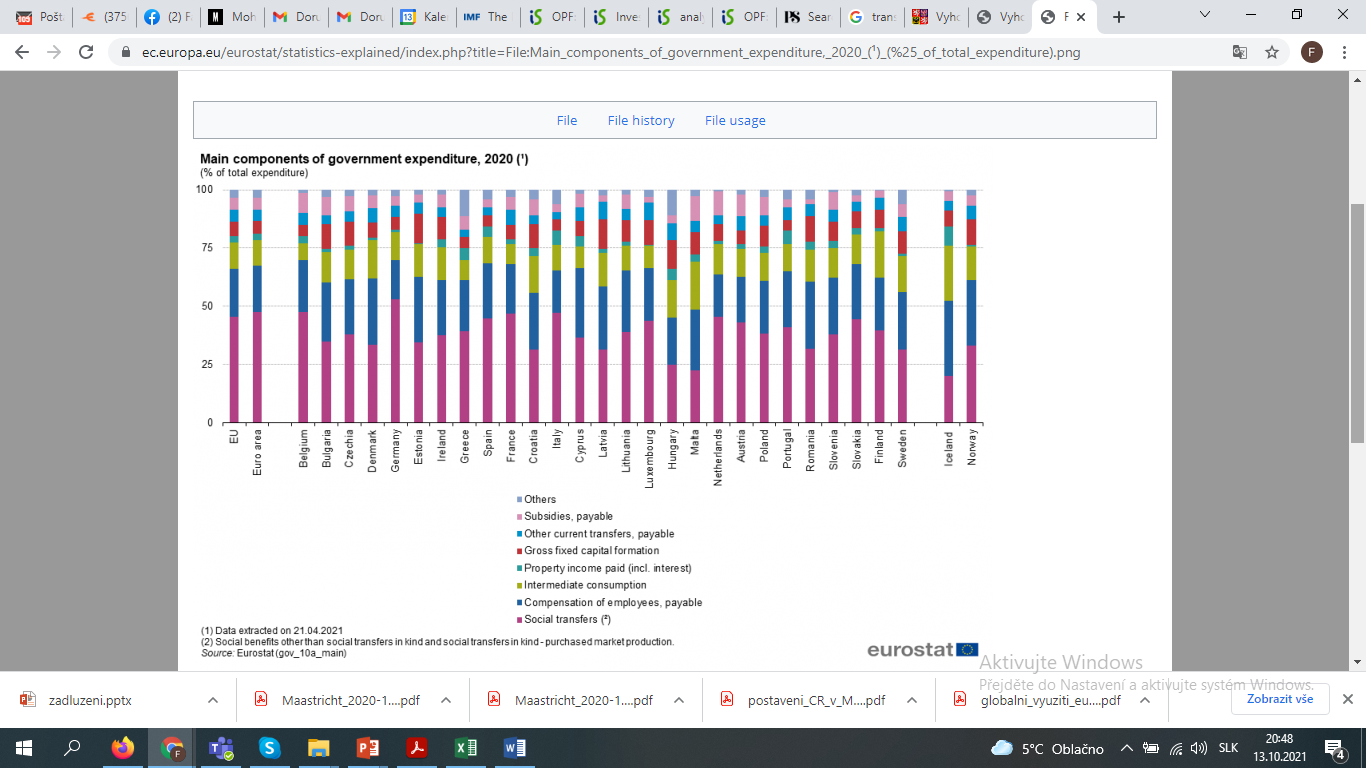 Pošt
(375
(2) F
Moh
Doru
Doru
Kale
IMF The
OPF:
Inves
analy
OPF:
Sear
trans
Vyho
Vyho
F
ec.europa.eu/eurostat/statistics-explained/index.php?title=File:Main_components_of_government_expenditure,_2020_(¹)_(%25_of_total_expenditure).png
F
File File history File usage
Main components of government expenditure, 2020 (¹)
(% of total expenditure)
100
75
50
25
0
EU
Euro area
Belgium
Bulgaria
Czechia
Denmark
Germany
Estonia
Ireland
Greece
Spain
France
Croatia
Italy
Cyprus
Latvia
Lithuania
Luxembourg
Hungary
Malta
Netherlands
Austria
Poland
Portugal
Romania
Slovenia
Slovakia
Finland
Sweden
Iceland
Norway
Others
Subsidies, payable
Other current transfers, payable
Gross fixed capital formation
Property income paid (incl. interest)
Intermediate consumption
Compensation of employees, payable
Social transfers (²)
(1) Data extracted on 21.04.2021
(2) Social benefits other than social transfers in kind and social transfers in kind - purchased market production.
Source: Eurostat (gov_10a_main)
eurostat
Aktivujte Windows
Přejděte do Nastavení a aktivujte systém Windows.
zadluzeni.pptx
Maastricht_2020-1....pdf
Maastricht_2020-1....pdf
postaveni_CR_v_M....pdf
globalni_vyuziti_eu....pdf
Zobrazit vše
5°C Oblačno
SLK
20:48
13.10.2021
4